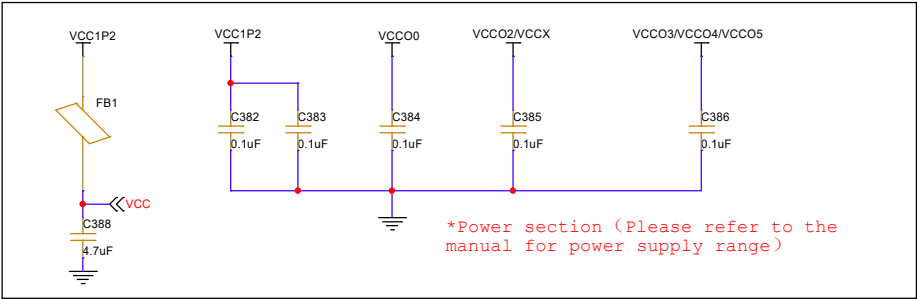 VCC1P2
VCC1P2
VCCO0
VCCO2/VCCX
VCCO3/VCCO4/VCCO5
FB1
C382
C383
C384
C385
C386
0.1uF
0.1uF
0.1uF
0.1uF
0.1uF
VCC
C388
4.7uF
*Power section（Please refer to the
manual for power supply range）